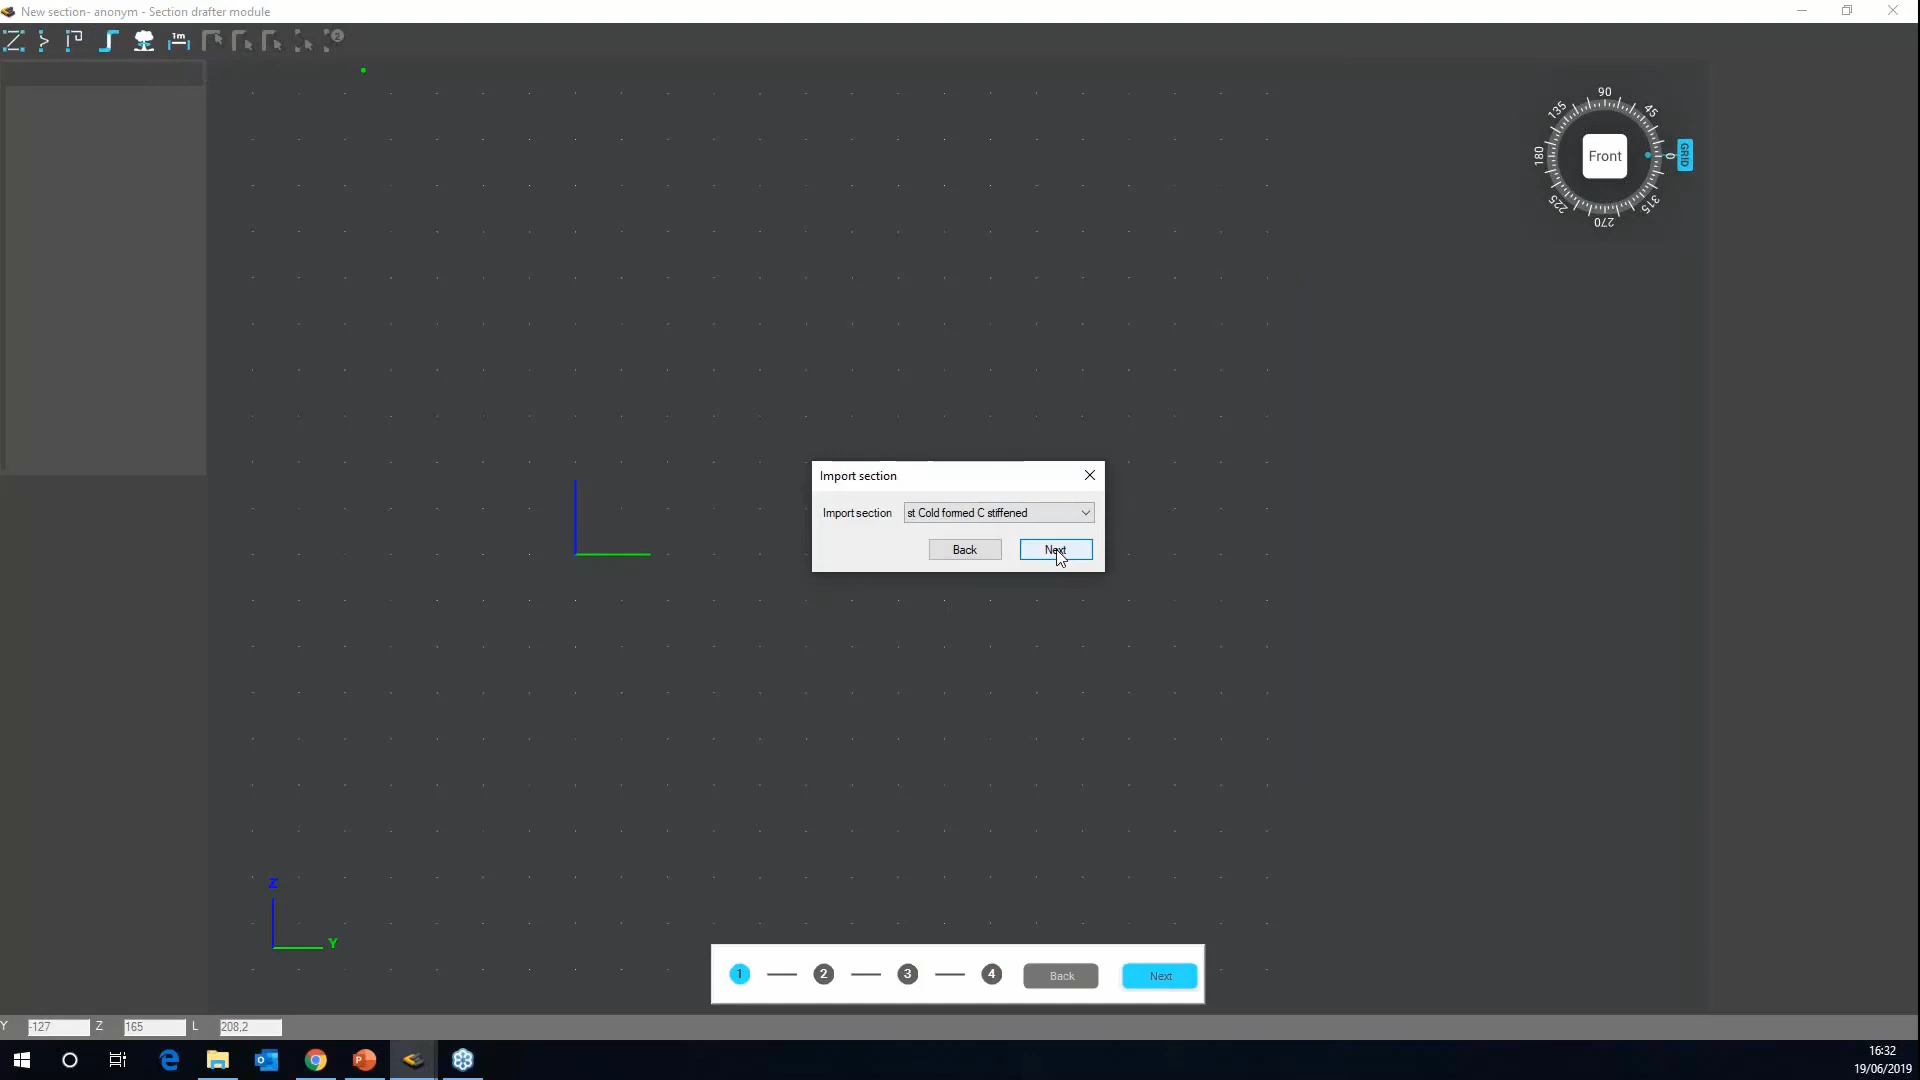 New section- anonym - Section drafter module
1m
2
90
135
45
180
Front
0
GRID
225
315
270
Import section
Import section
st Cold formed C stiffened
Back
Next
Z
Y
1
2
3
4
Back
Next
Y
-127
Z
165
L
208,2
16:32
19/06/2019